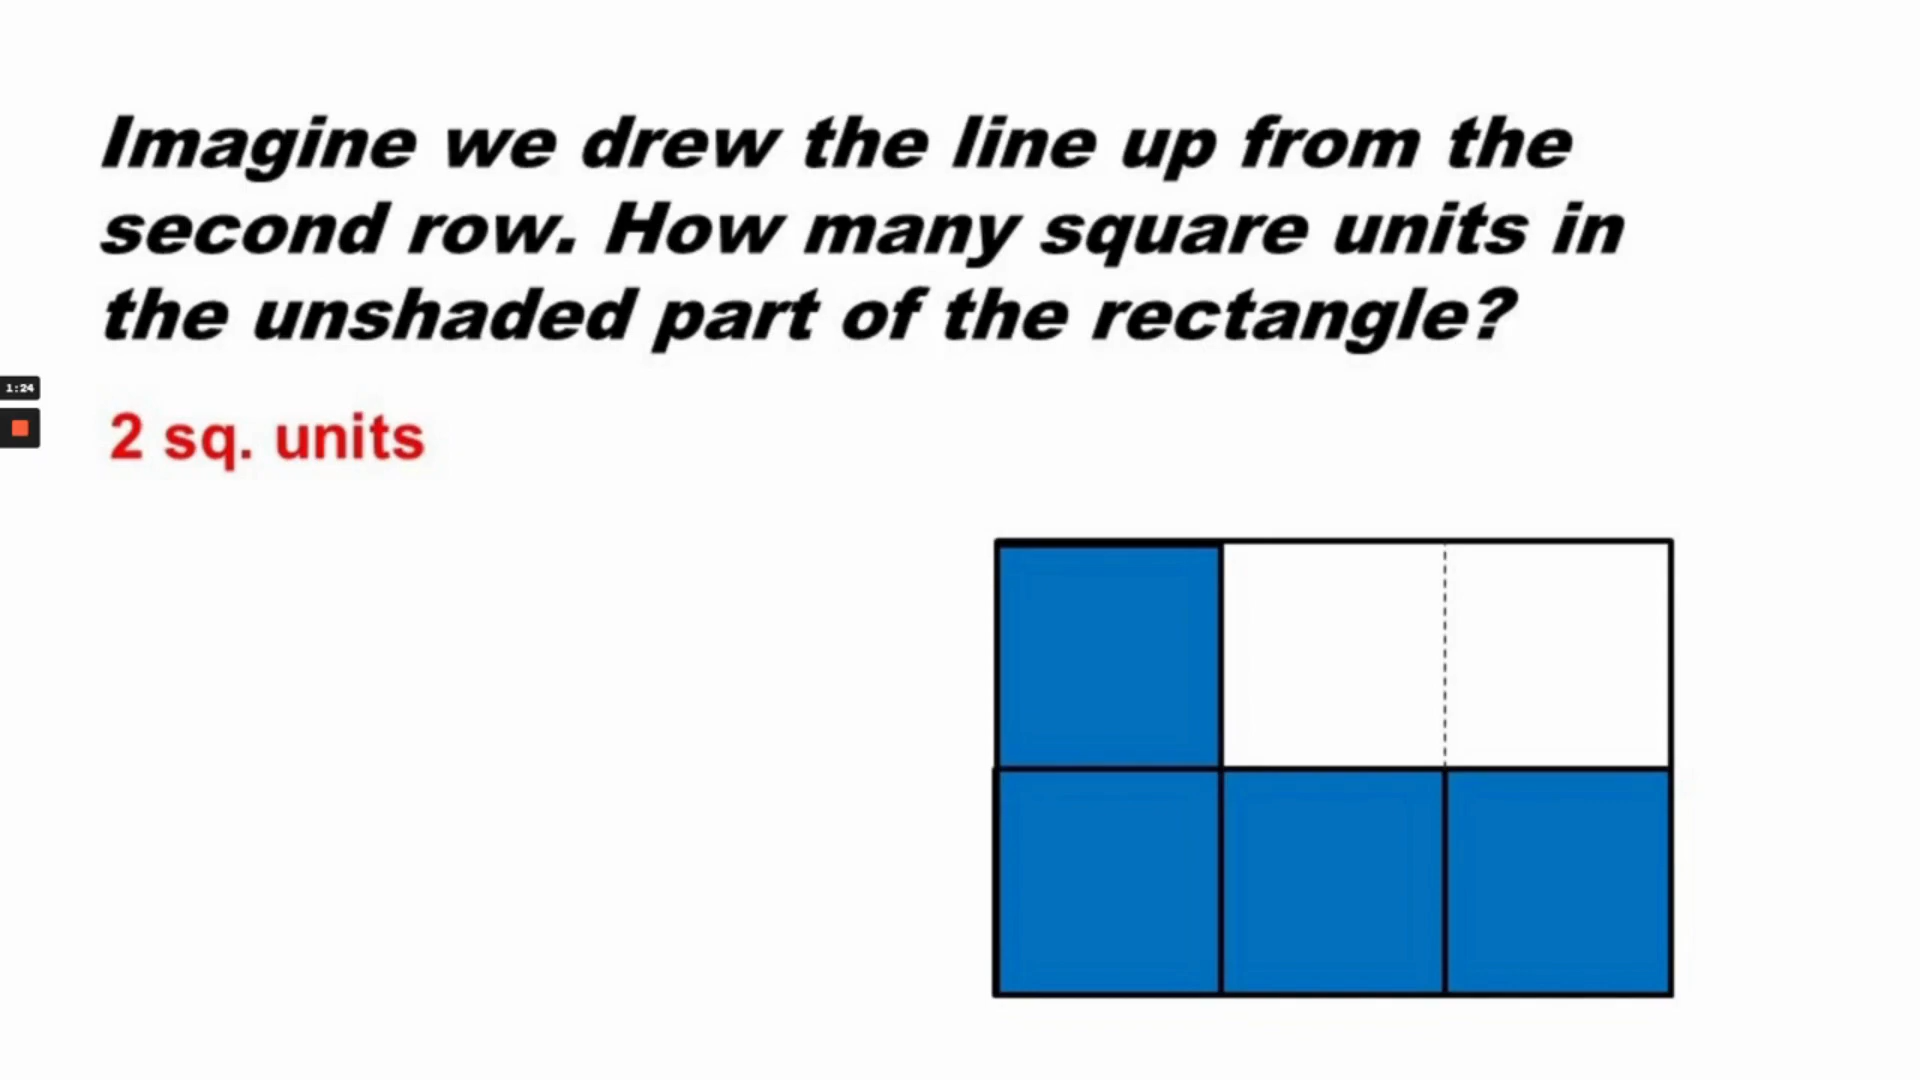 Imagine we drew the line up from the
second row. How many square units in
the unshaded part of the rectangle?
1:24
2 sq. units